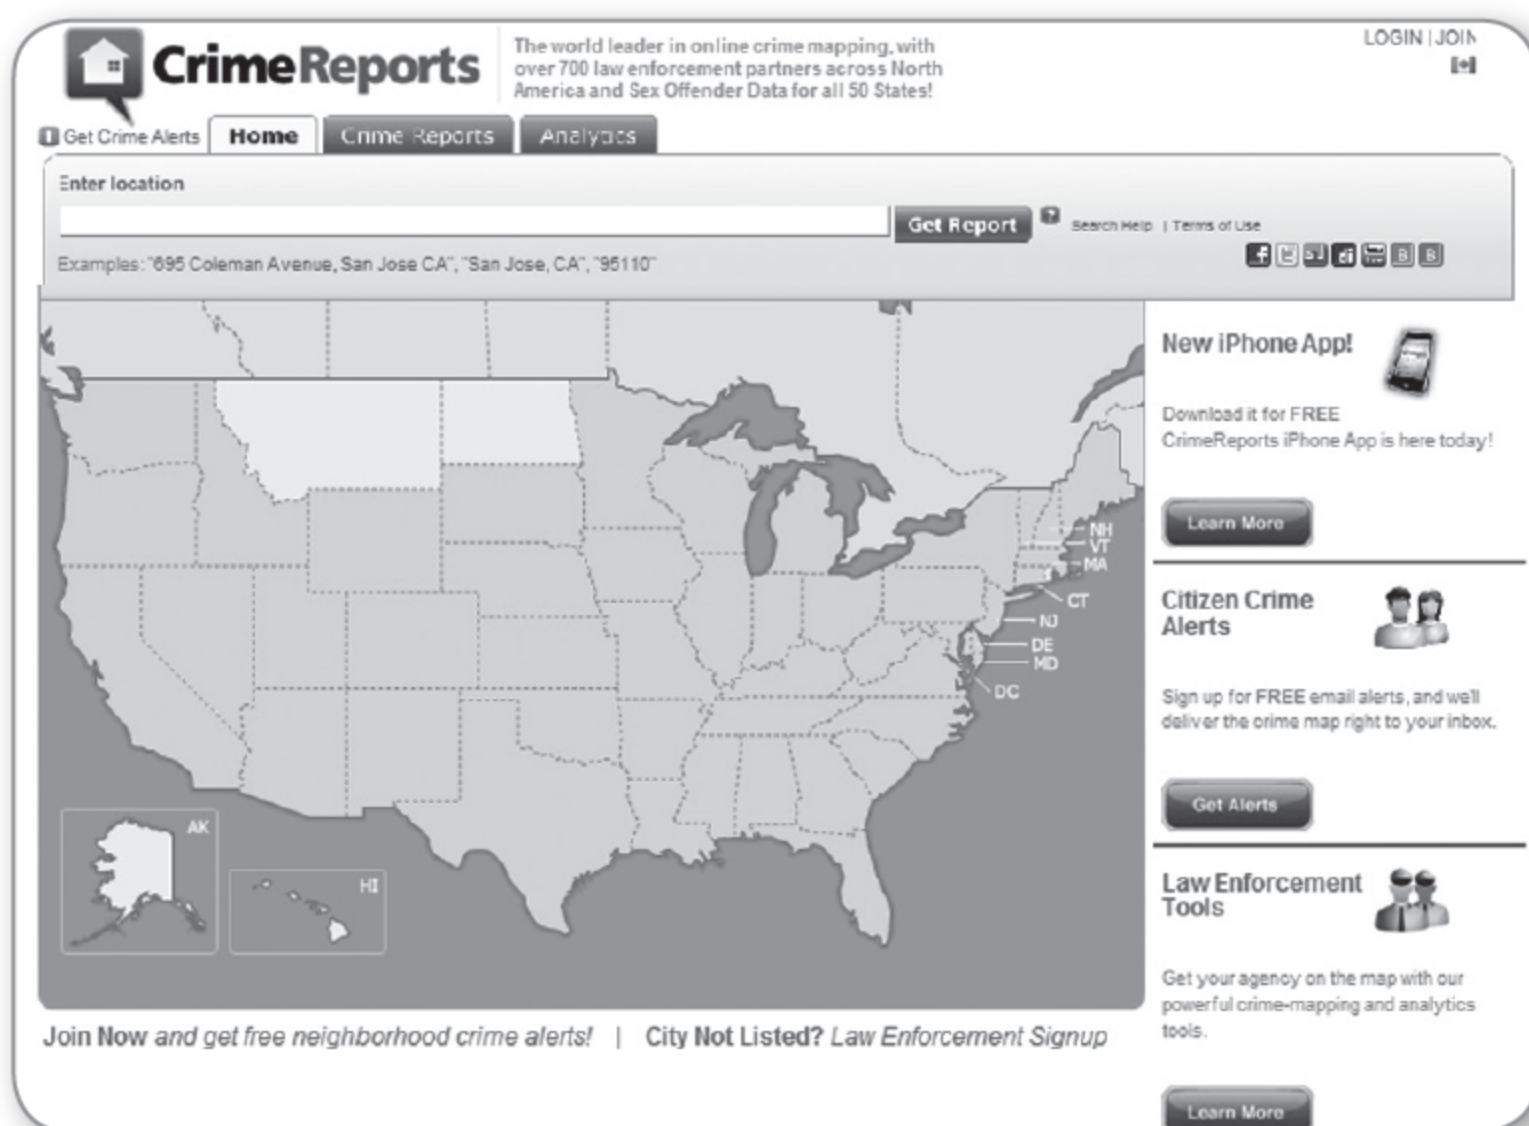 CrimeReports
The world leader in online crime mapping, with
over 700 law enforcement partners across North
America and Sex Offender Data for all 50 States!
LOGIN | JOIN
Get Crime Alerts
Home
Crime Reports
Analytics
Enter location
Get Report
?
Search Help | Terms of Use
Examples: "695 Coleman Avenue, San Jose CA", "San Jose, CA", "95110"
B B
NH
VT
MA
CT
NJ
DE
MD
DC
AK
HI
New iPhone App!
Download it for FREE
CrimeReports iPhone App is here today!
Learn More
Citizen Crime
Alerts
Sign up for FREE email alerts, and we'll
deliver the crime map right to your inbox.
Get Alerts
Law Enforcement
Tools
Get your agency on the map with our
powerful crime-mapping and analytics
tools.
Learn More
Join Now and get free neighborhood crime alerts! | City Not Listed? Law Enforcement Signup